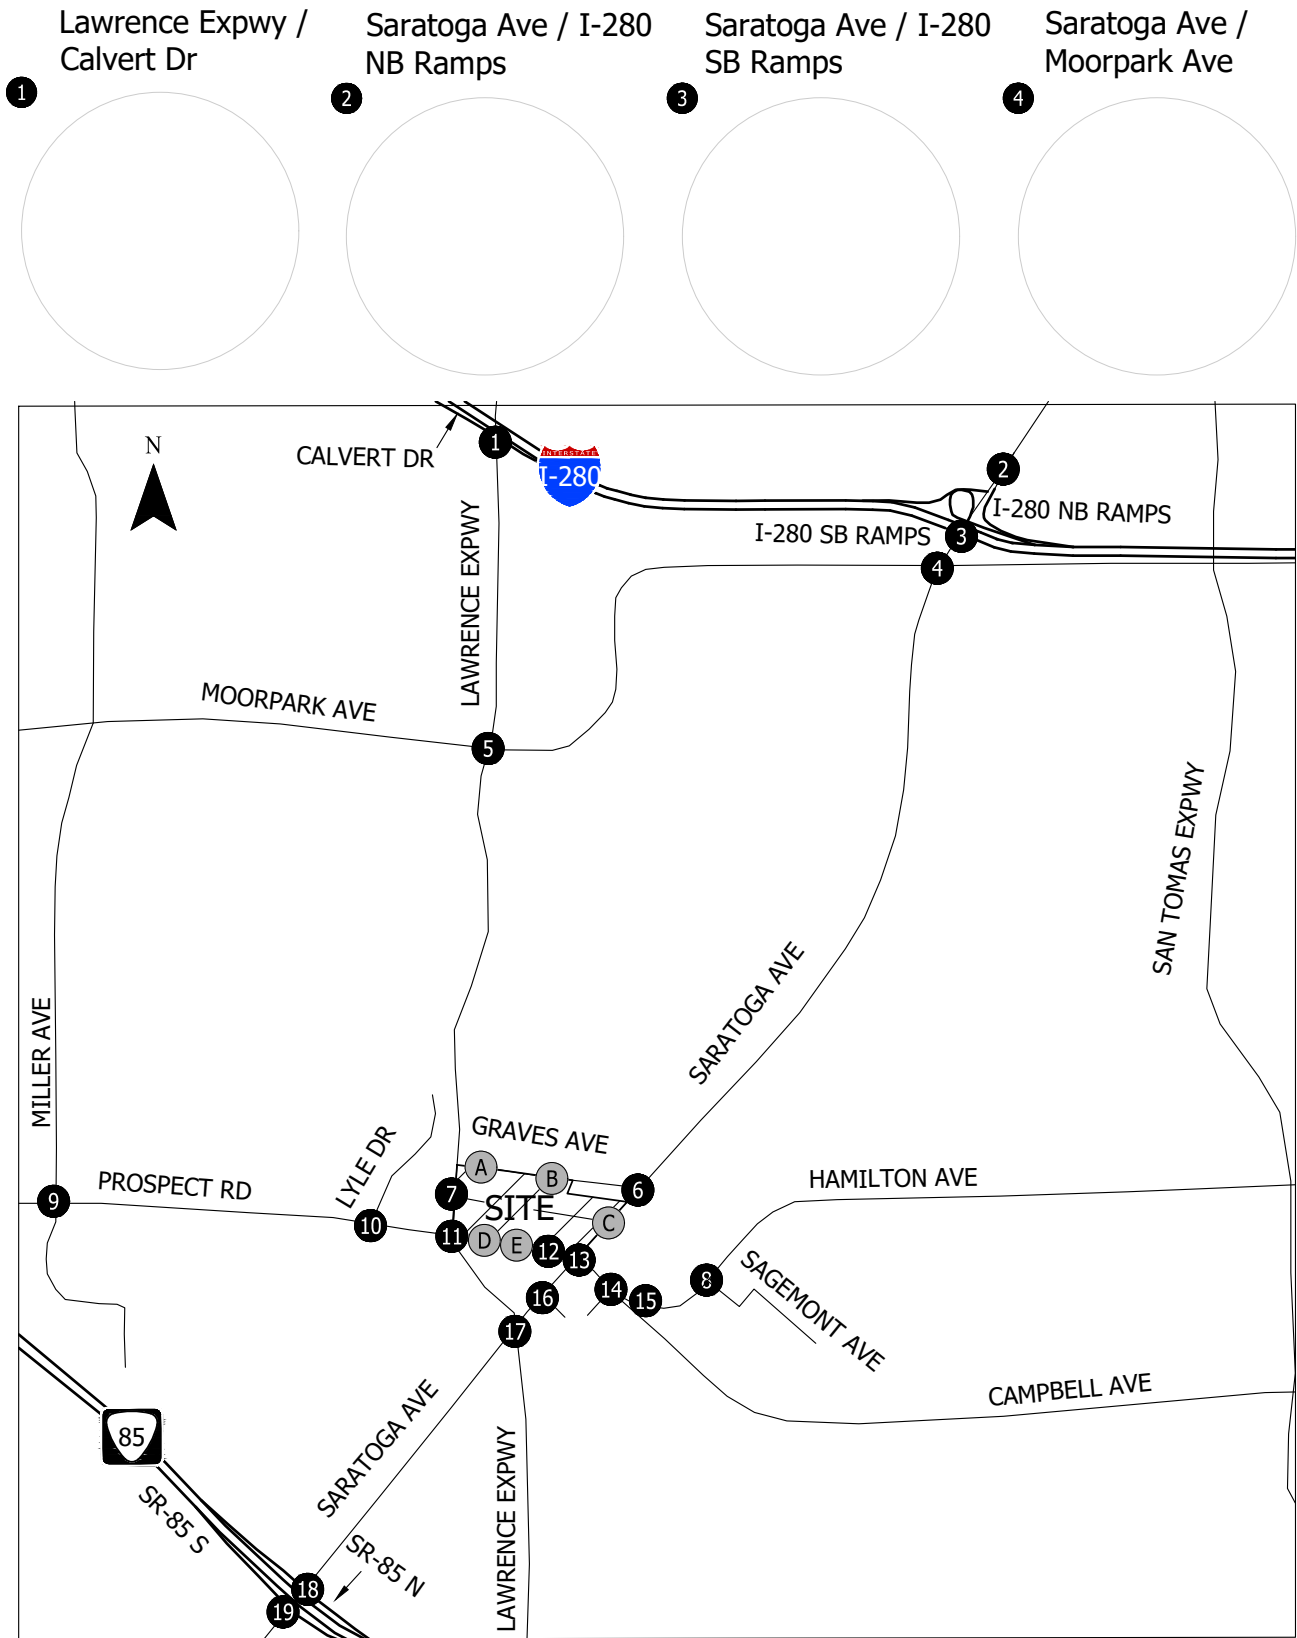 Lawrence Expwy /
Calvert Dr
Saratoga Ave / I-280
NB Ramps
Saratoga Ave / I-280
SB Ramps
Saratoga Ave /
Moorpark Ave
1
2
3
4
N
CALVERT DR
1
INTERSTATE
I-280
2
I-280 NB RAMPS
I-280 SB RAMPS
3
4
LAWRENCE EXPWY
MOORPARK AVE
5
SAN TOMAS EXPWY
SARATOGA AVE
MILLER AVE
LYLE DR
GRAVES AVE
A
B
6
HAMILTON AVE
PROSPECT RD
9
7
SITE
C
10
11
D
E
12
13
8
SAGEMONT AVE
14
15
16
17
CAMPBELL AVE
85
SARATOGA AVE
SR-85 S
LAWRENCE EXPWY
SR-85 N
18
19